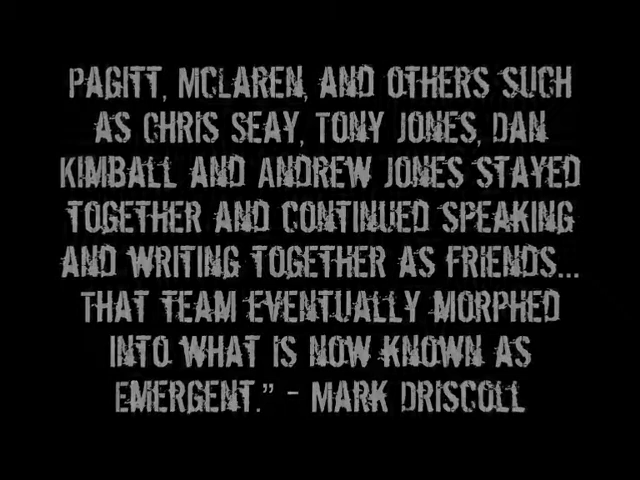 PAGITT, MCLAREN, AND OTHERS SUCH
AS CHRIS SEAY, TONY JONES, DAN
KIMBALL AND ANDREW JONES STAYED
TOGETHER AND CONTINUED SPEAKING
AND WRITING TOGETHER AS FRIENDS...
THAT TEAM EVENTUALLY MORPHED
INTO WHAT IS NOW KNOWN AS
EMERGENT.” - MARK DRISCOLL